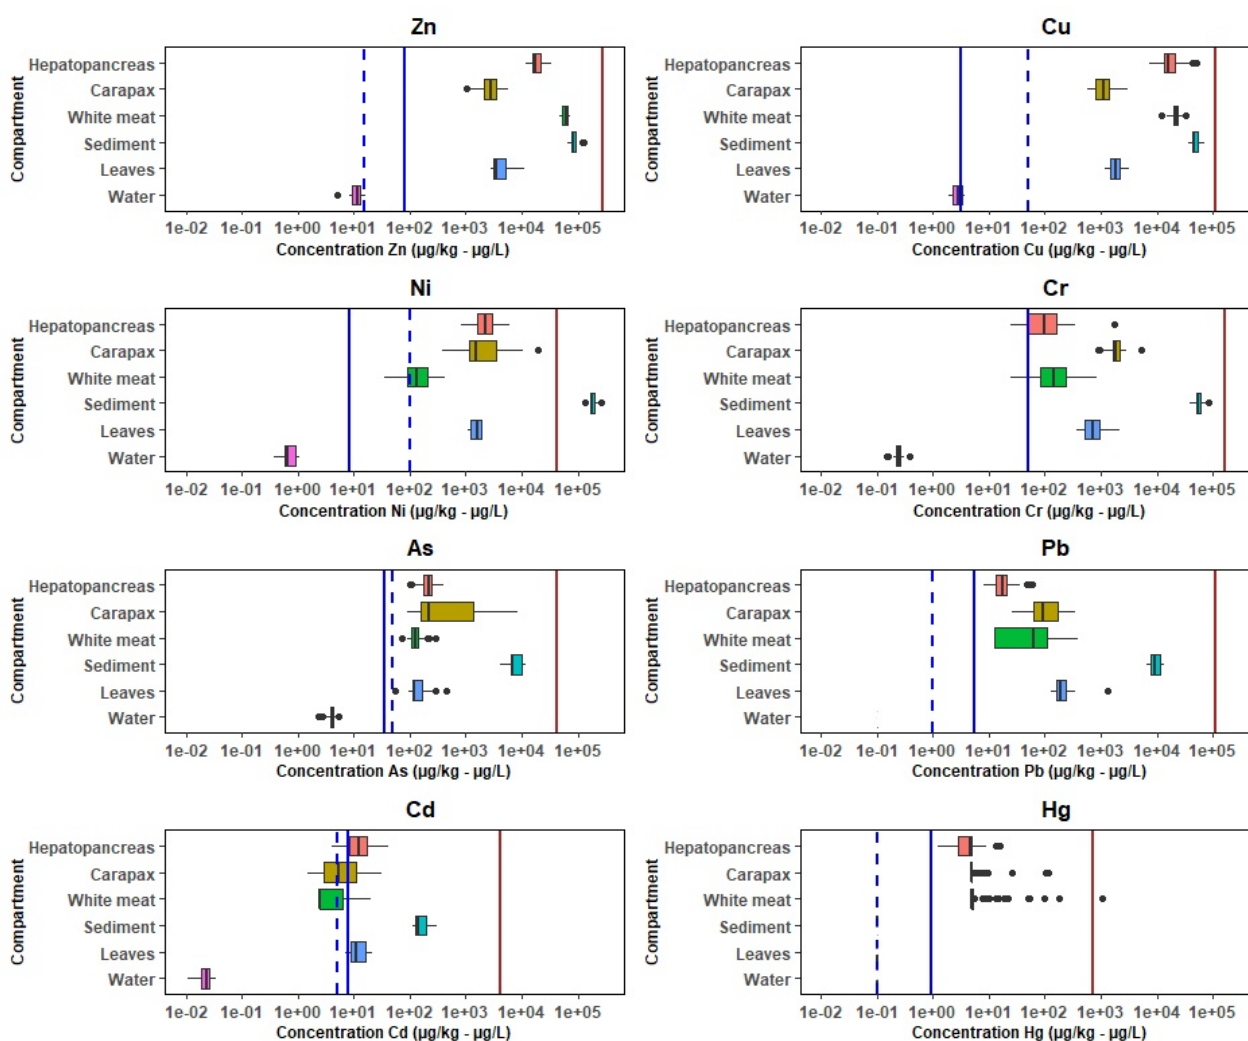 Zn
Compartment
Hepatopancreas
Carapax
White meat
Sediment
Leaves
Water
1e-02 1e-01 1e+00 1e+01 1e+02 1e+03 1e+04 1e+05
Concentration Zn (µg/kg - µg/L)
Cu
Compartment
Hepatopancreas
Carapax
White meat
Sediment
Leaves
Water
1e-02 1e-01 1e+00 1e+01 1e+02 1e+03 1e+04 1e+05
Concentration Cu (µg/kg - µg/L)
Ni
Compartment
Hepatopancreas
Carapax
White meat
Sediment
Leaves
Water
1e-02 1e-01 1e+00 1e+01 1e+02 1e+03 1e+04 1e+05
Concentration Ni (µg/kg - µg/L)
Cr
Compartment
Hepatopancreas
Carapax
White meat
Sediment
Leaves
Water
1e-02 1e-01 1e+00 1e+01 1e+02 1e+03 1e+04 1e+05
Concentration Cr (µg/kg - µg/L)
As
Compartment
Hepatopancreas
Carapax
White meat
Sediment
Leaves
Water
1e-02 1e-01 1e+00 1e+01 1e+02 1e+03 1e+04 1e+05
Concentration As (µg/kg - µg/L)
Pb
Compartment
Hepatopancreas
Carapax
White meat
Sediment
Leaves
Water
1e-02 1e-01 1e+00 1e+01 1e+02 1e+03 1e+04 1e+05
Concentration Pb (µg/kg - µg/L)
Cd
Compartment
Hepatopancreas
Carapax
White meat
Sediment
Leaves
Water
1e-02 1e-01 1e+00 1e+01 1e+02 1e+03 1e+04 1e+05
Concentration Cd (µg/kg - µg/L)
Hg
Compartment
Hepatopancreas
Carapax
White meat
Sediment
Leaves
Water
1e-02 1e-01 1e+00 1e+01 1e+02 1e+03 1e+04 1e+05
Concentration Hg (µg/kg - µg/L)